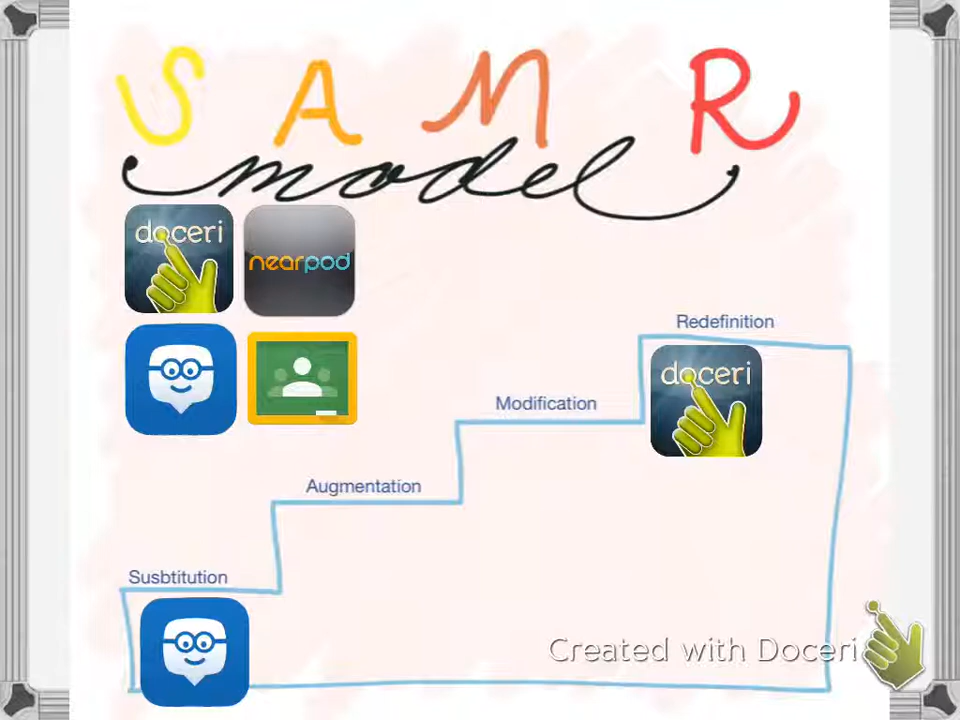 S A M R
model
doceri nearpod
Redefinition
doceri
Modification
Augmentation
Susbtitution
Created with Doceri